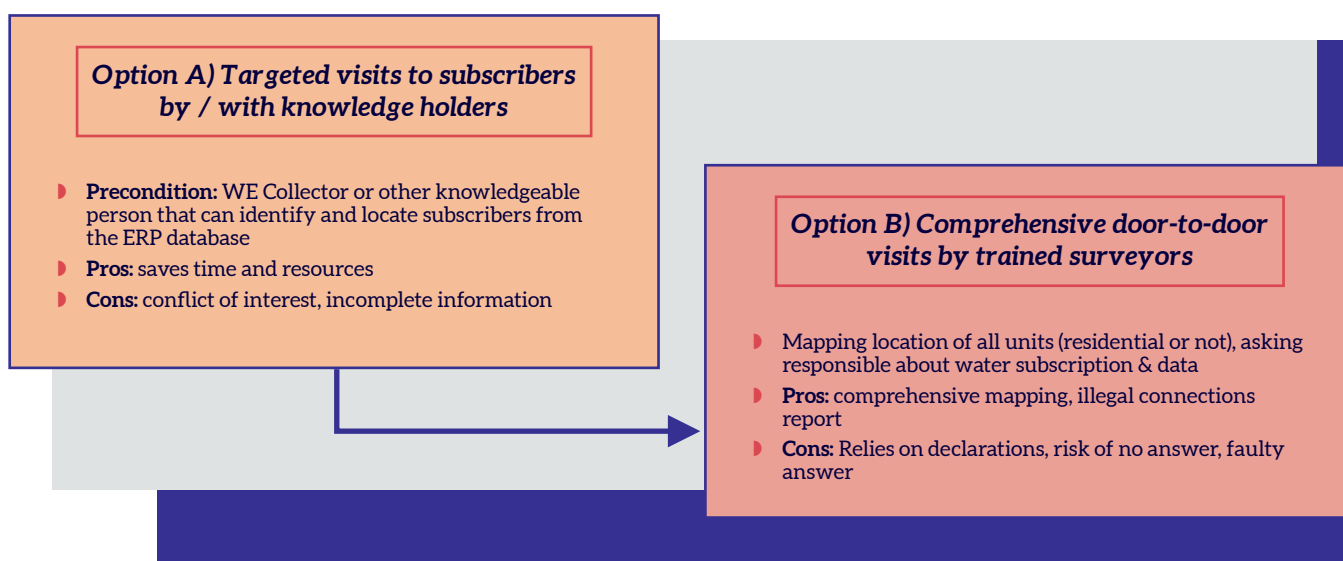 Option A) Targeted visits to subscribers
by / with knowledge holders
Precondition: WE Collector or other knowledgeable
person that can identify and locate subscribers from
the ERP database
Pros: saves time and resources
Cons: conflict of interest, incomplete information
Option B) Comprehensive door-to-door
visits by trained surveyors
Mapping location of all units (residential or not), asking
responsible about water subscription & data
Pros: comprehensive mapping, illegal connections
report
Cons: Relies on declarations, risk of no answer, faulty
answer